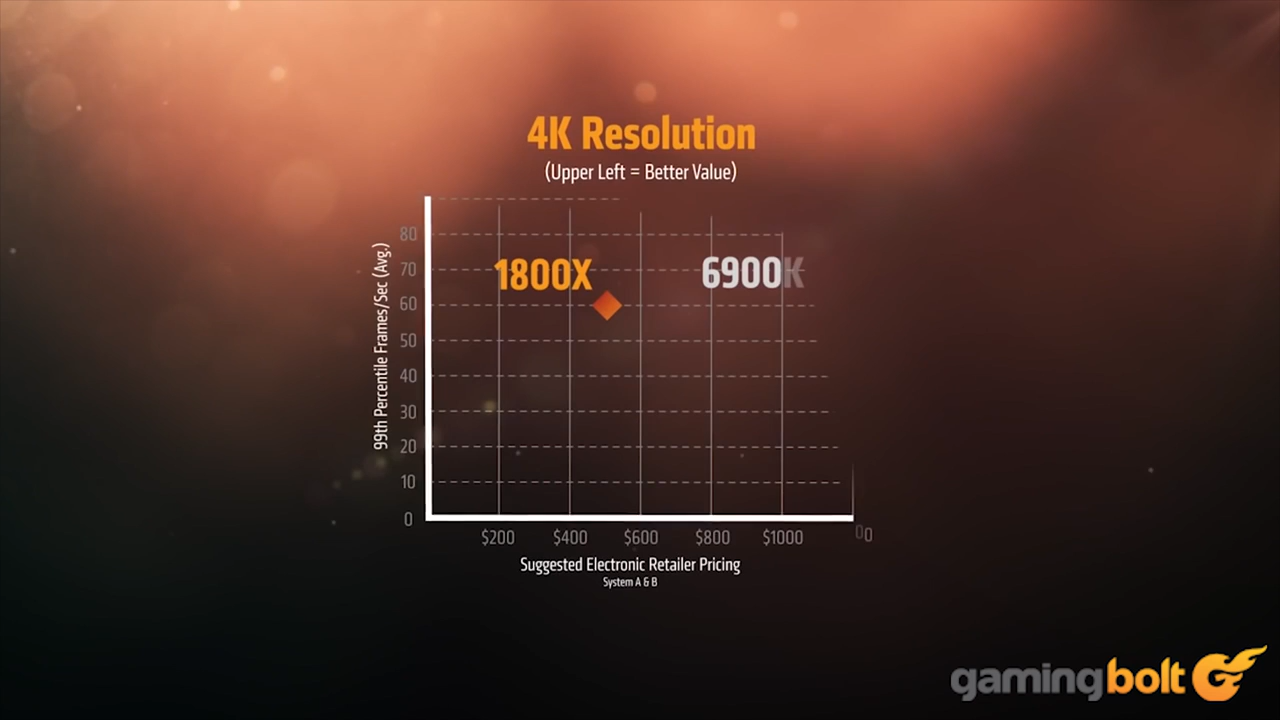 4K Resolution
(Upper Left = Better Value)
99th Percentile Frames/Sec (Avg.)
80
70
60
50
40
30
20
10
0
1800X
6900K
$200
$400
$600
$800
$1000
Suggested Electronic Retailer Pricing
System A & B
gamingbolt